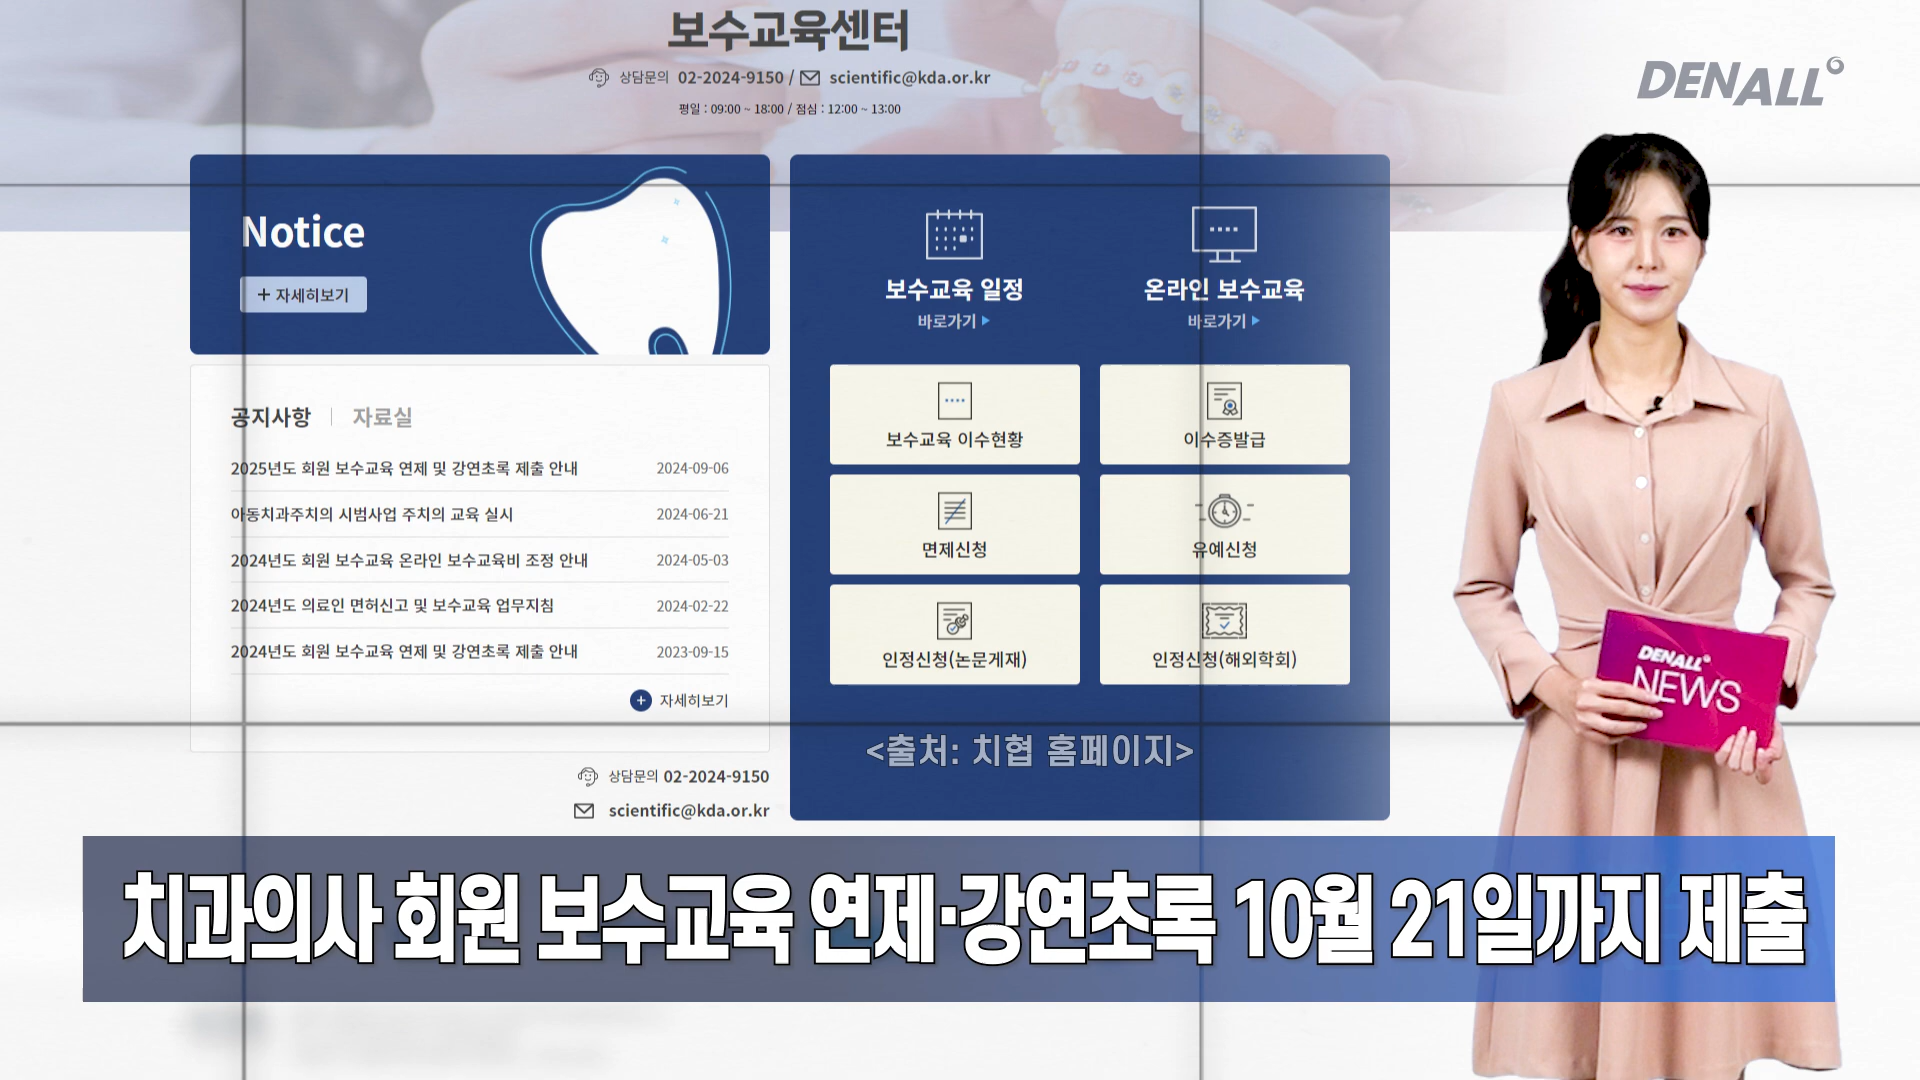 보수교육센터
상담문의 02-2024-9150 / scientific@kda.or.kr
평일 : 09:00 ~ 18:00 / 점심 : 12:00 ~ 13:00
DENALL
Notice
+ 자세히보기
공지사항 | 자료실
2025년도 회원 보수교육 연제 및 강연초록 제출 안내 2024-09-06
아동치과주치의 시범사업 주치의 교육 실시 2024-06-21
2024년도 회원 보수교육 온라인 보수교육비 조정 안내 2024-05-03
2024년도 의료인 면허신고 및 보수교육 업무지침 2024-02-22
2024년도 회원 보수교육 연제 및 강연초록 제출 안내 2023-09-15
+ 자세히보기
상담문의 02-2024-9150
scientific@kda.or.kr
보수교육 일정
바로가기
온라인 보수교육
바로가기
보수교육 이수현황
이수증발급
면제신청
유예신청
인정신청(논문게재)
인정신청(해외학회)
<출처: 치협 홈페이지>
DENALL
NEWS
치과의사 회원 보수교육 연제·강연초록 10월 21일까지 제출